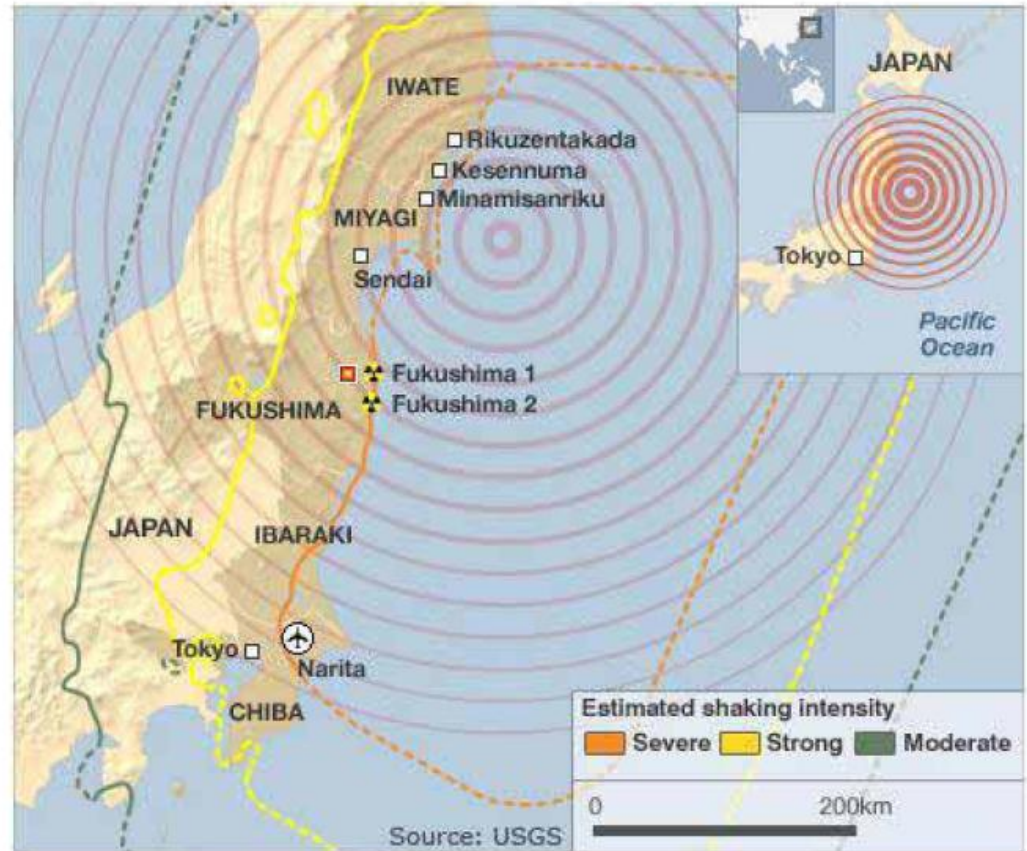 IWATE
Rikuzentakada
Kesennuma
Minamisanriku
MIYAGI
Sendai
Fukushima 1
Fukushima 2
FUKUSHIMA
JAPAN
IBARAKI
Tokyo
Narita
CHIBA
JAPAN
Tokyo
Pacific
Ocean
Estimated shaking intensity
Severe Strong Moderate
0 200km
Source: USGS